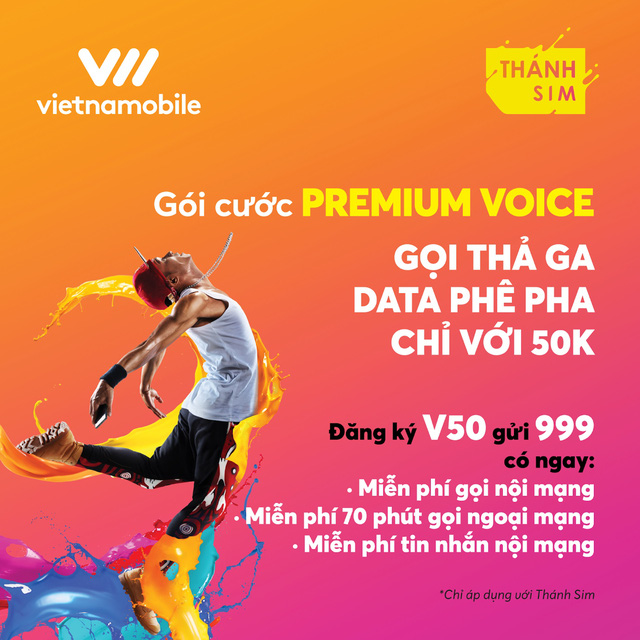 vietnamobile
THÁNH
SIM
Gói cước PREMIUM VOICE
GỌI THẢ GA
DATA PHÊ PHA
CHỈ VỚI 50K
Đăng ký V50 gửi 999
có ngay:
· Miễn phí gọi nội mạng
· Miễn phí 70 phút gọi ngoại mạng
· Miễn phí tin nhắn nội mạng
*Chỉ áp dụng với Thánh Sim